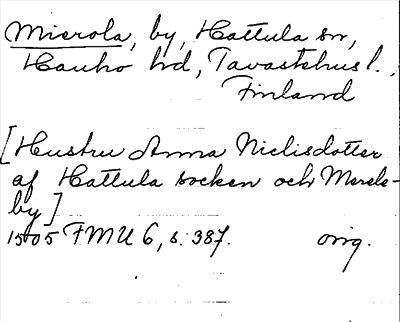 Mierola, by, Hattula sn,
Hauho hd, Tavastehus l.,
Finland
[Hustru Anna Nielisdotter
af Hattula socken och Merele-
by]
1505 FMU 6, s. 387. orig.